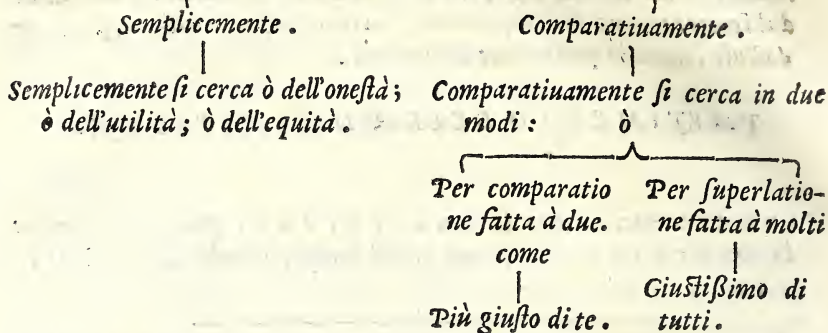 Semplicemente .
Comparatiuamente .
Semplicemente ſi cerca ò dell'oneſtà;
ò dell'utilità; ò dell'equità .
Comparatiuamente ſi cerca in due
modi : ò
Per comparatio
ne fatta à due.
come
Più giuſto di te .
Per ſuperlatio-
ne fatta à molti
Giuſtißimo di
tutti .